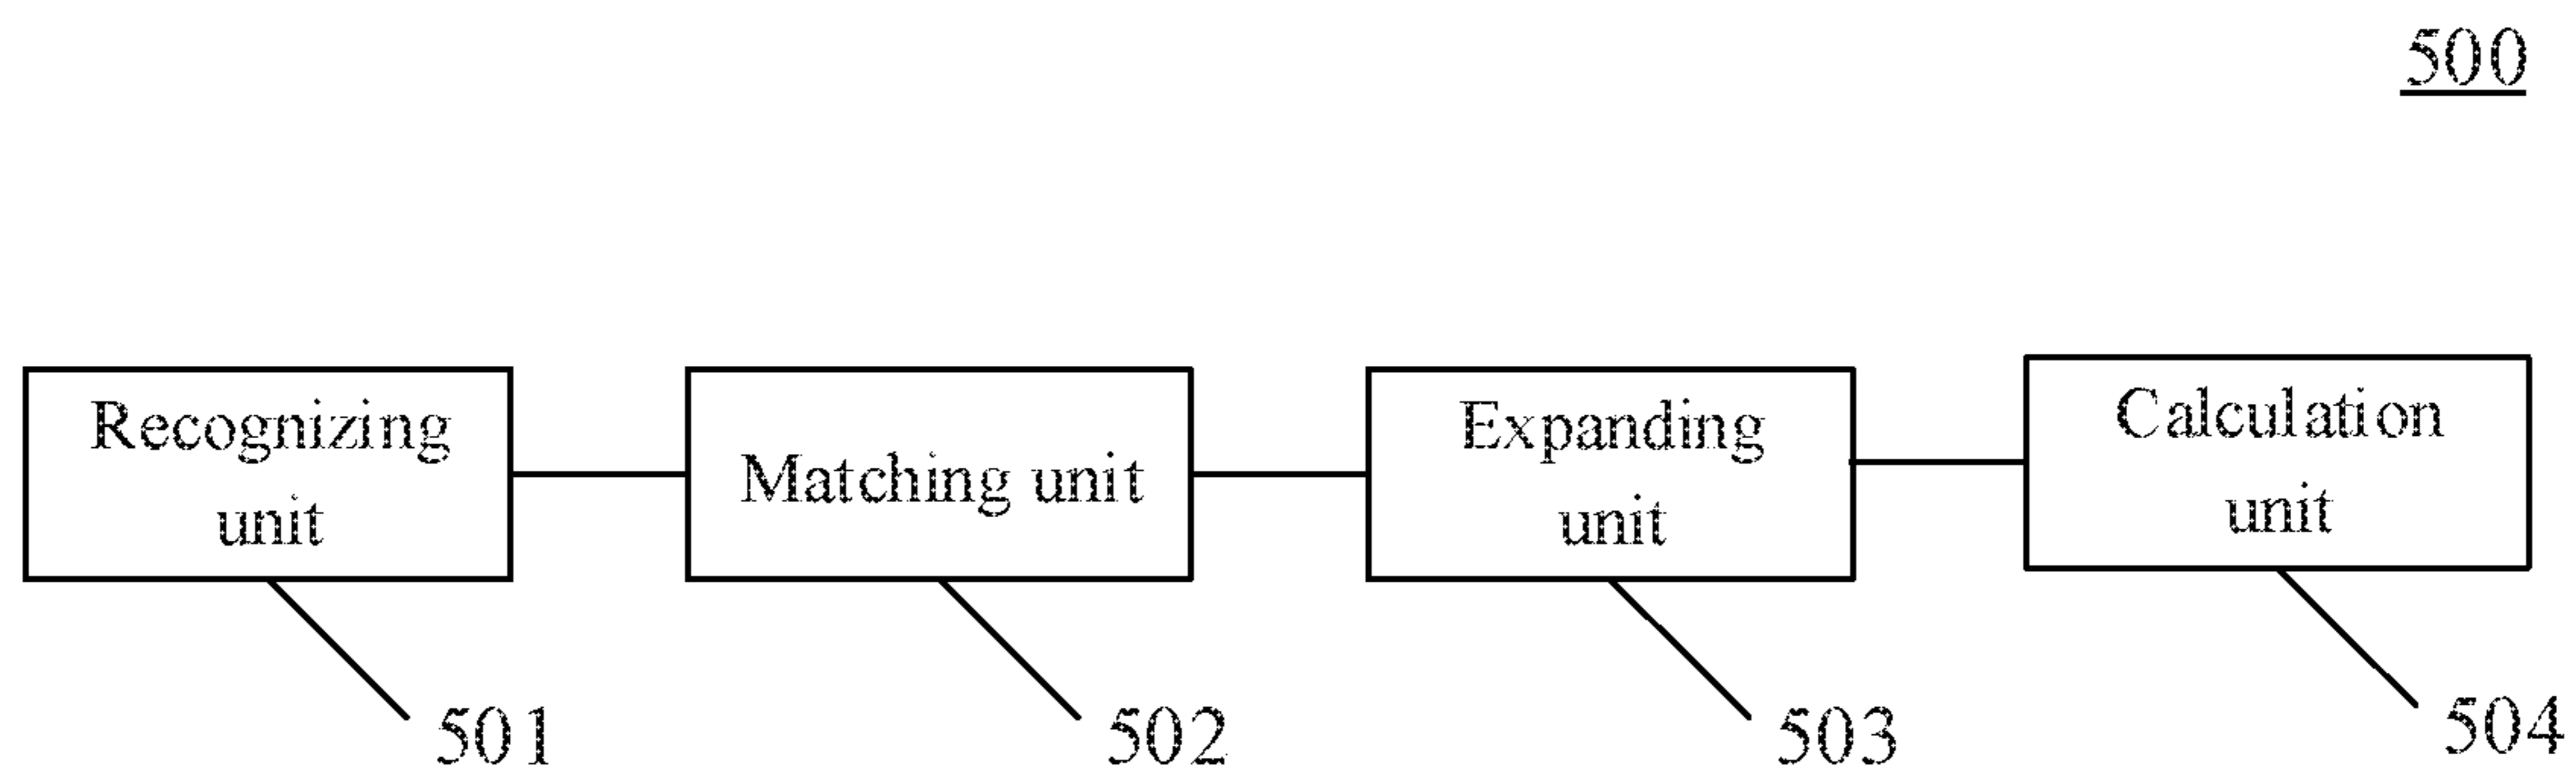 500
Recognizing
unit
Matching unit
Expanding
unit
Calculation
unit
501
502
503
504